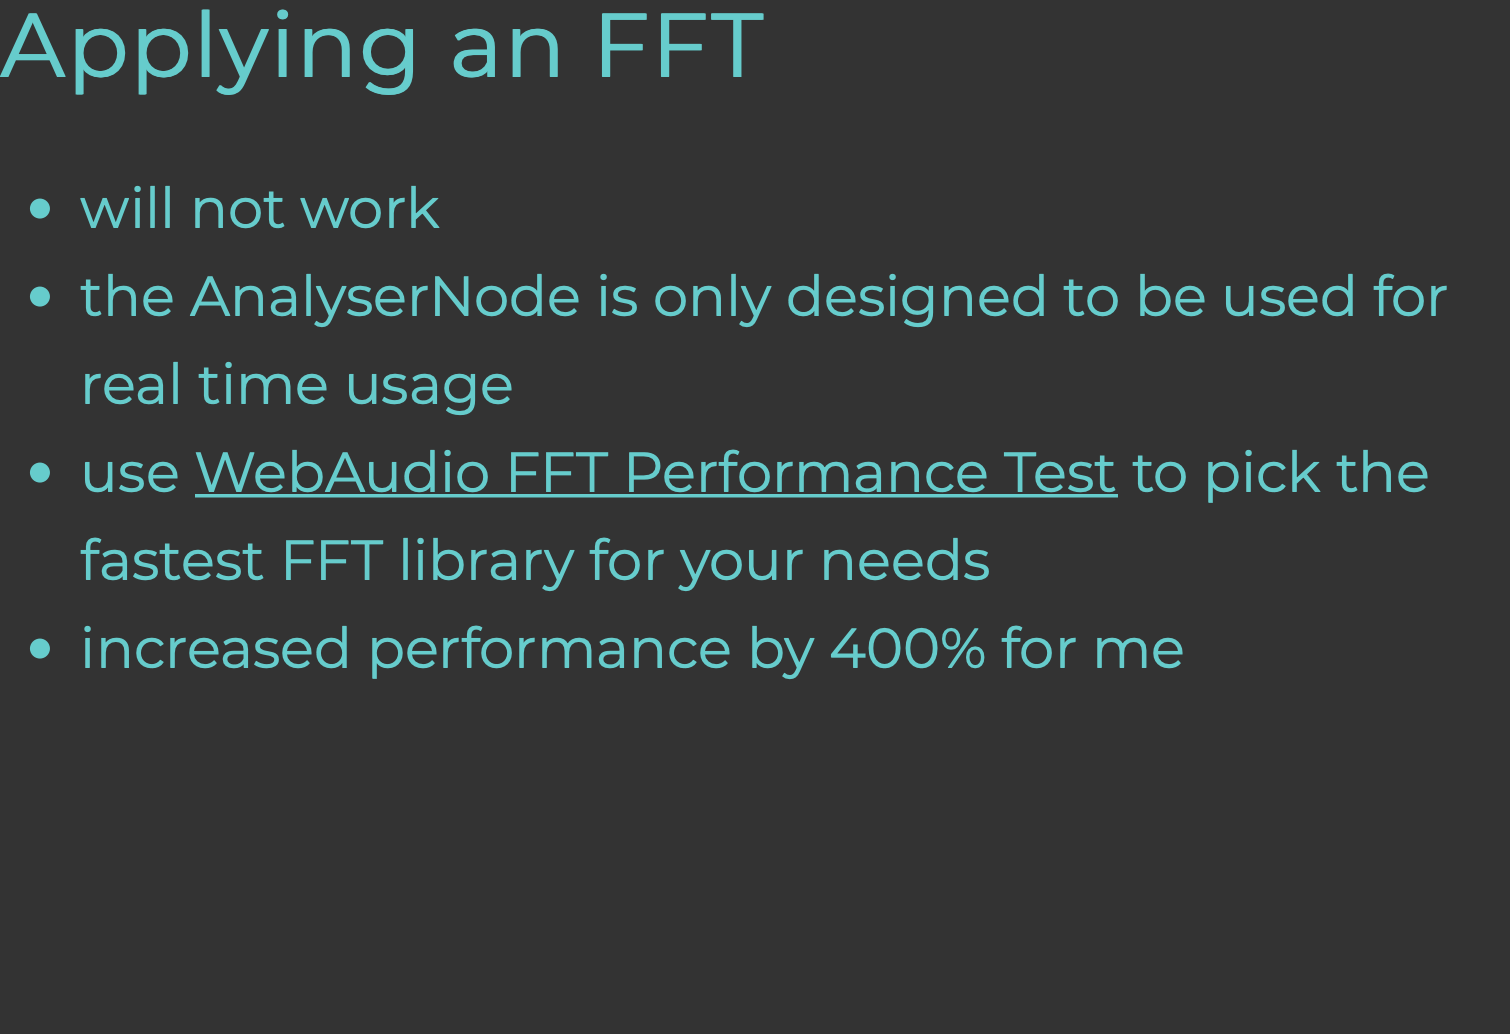 Applying an FFT
will not work
the AnalyserNode is only designed to be used for
real time usage
use WebAudio FFT Performance Test to pick the
fastest FFT library for your needs
increased performance by 400% for me